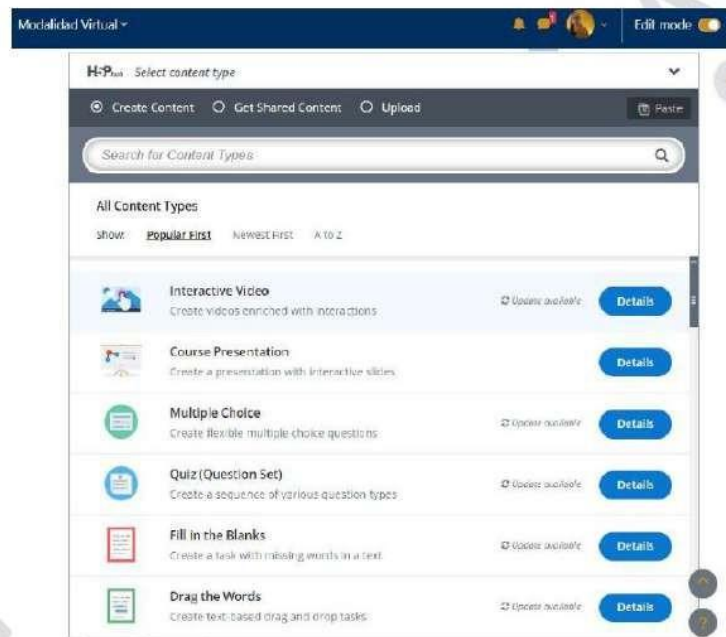 Modalidad Virtual
1
Edit mode
H-P Select content type
Create Content Get Shared Content Upload Paste
Search for Content Types
All Content Types
Show: Popular First Newest First A to Z
Interactive Video
Create videos enriched with interactions
Update available
Details
Course Presentation
Create a presentation with interactive slides
Details
Multiple Choice
Create flexible multiple choice questions
Update available
Details
Quiz (Question Set)
Create a sequence of various question types
Update available
Details
Fill in the Blanks
Create a task with missing words in a text
Update available
Details
Drag the Words
Create text-based drag and drop tasks
Update available
Details
?